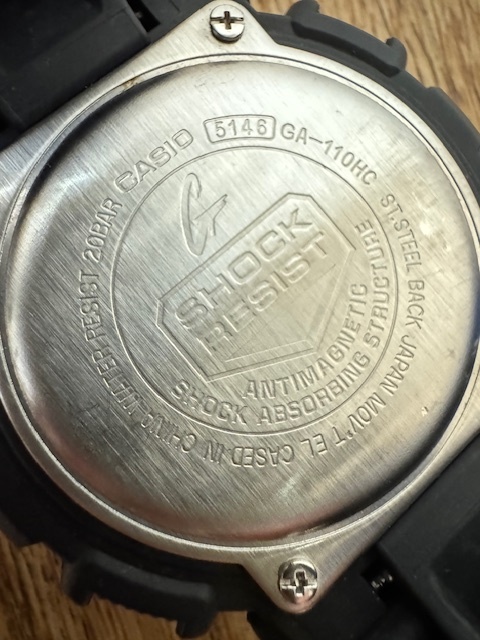 CASIO 5146 GA-110HC ST.STEEL BACK JAPAN MOV'T EL CASED IN CHINA WATER RESIST 20BAR
G
SHOCK
RESIST
ANTIMAGNETIC
SHOCK ABSORBING STRUCTURE